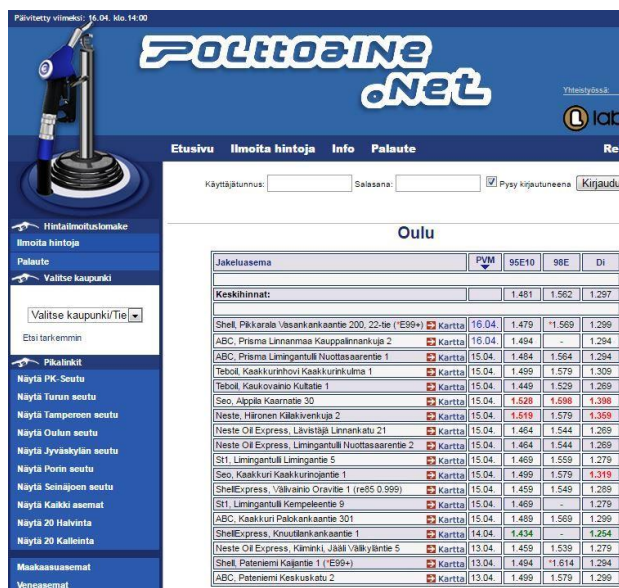 Päivitetty viimeksi: 16.04. klo.14:00
POLTTOAINE
.NET
Yhteistyössä:
lab
Etusivu Ilmoita hintoja Info Palaute Re
Käyttäjätunnus: Salasana: Pysy kirjautuneena Kirjaudu
Hintailmoituslomake
Ilmoita hintoja
Palaute
Valitse kaupunki
Valitse kaupunki/Tie
Etsi tarkemmin
Pikalinkit
Näytä PK-Seutu
Näytä Turun seutu
Näytä Tampereen seutu
Näytä Oulun seutu
Näytä Jyväskylän seutu
Näytä Porin seutu
Näytä Seinäjoen seutu
Näytä Kaikki asemat
Näytä 20 Halvinta
Näytä 20 Kalleinta
Maakaasuasemat
Veneasemat
Oulu
Jakeluasema PVM 95E10 98E Di
Keskihinnat: 1.481 1.562 1.297
Shell, Pikkarala Vasankankaantie 200, 22-tie (*E99+) Kartta 16.04. 1.479 *1.569 1.299
ABC, Prisma Linnanmaa Kauppalinnankuja 2 Kartta 16.04. 1.494 - 1.294
ABC, Prisma Limingantulli Nuottasaarentie 1 Kartta 15.04. 1.484 1.564 1.294
Teboil, Kaakkurinhovi Kaakkurinkulma 1 Kartta 15.04. 1.499 1.579 1.309
Teboil, Kaukovainio Kultatie 1 Kartta 15.04. 1.449 1.529 1.269
Seo, Alppila Kaarnatie 30 Kartta 15.04. 1.528 1.598 1.398
Neste, Hiironen Kiilakivenkuja 2 Kartta 15.04. 1.519 1.579 1.359
Neste Oil Express, Lävistäjä Linnankatu 21 Kartta 15.04. 1.464 1.544 1.269
Neste Oil Express, Limingantulli Nuottasaarentie 2 Kartta 15.04. 1.464 1.544 1.269
St1, Limingantulli Limingantie 5 Kartta 15.04. 1.469 1.559 1.279
Seo, Kaakkuri Kaakkurinojantie 1 Kartta 15.04. 1.499 1.579 1.319
ShellExpress, Välivainio Oravitie 1 (re85 0.999) Kartta 15.04. 1.459 1.549 1.289
St1, Limingantulli Kempeleentie 9 Kartta 15.04. 1.469 - 1.279
ABC, Kaakkuri Palokankaantie 301 Kartta 15.04. 1.489 1.569 1.299
ShellExpress, Knuutilankankaantie 1 Kartta 14.04. 1.434 - 1.254
Neste Oil Express, Kiiminki, Jääli Välikyläntie 5 Kartta 13.04. 1.459 1.539 1.279
Shell, Pateniemi Kaijantie 1 (*E99+) Kartta 13.04. 1.494 *1.614 1.294
ABC, Pateniemi Keskuskatu 2 Kartta 13.04. 1.499 1.579 1.299